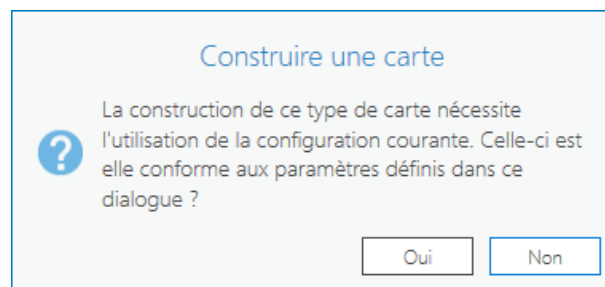 Construire une carte
La construction de ce type de carte nécessite
l'utilisation de la configuration courante. Celle-ci est
elle conforme aux paramètres définis dans ce
dialogue ?
Oui
Non